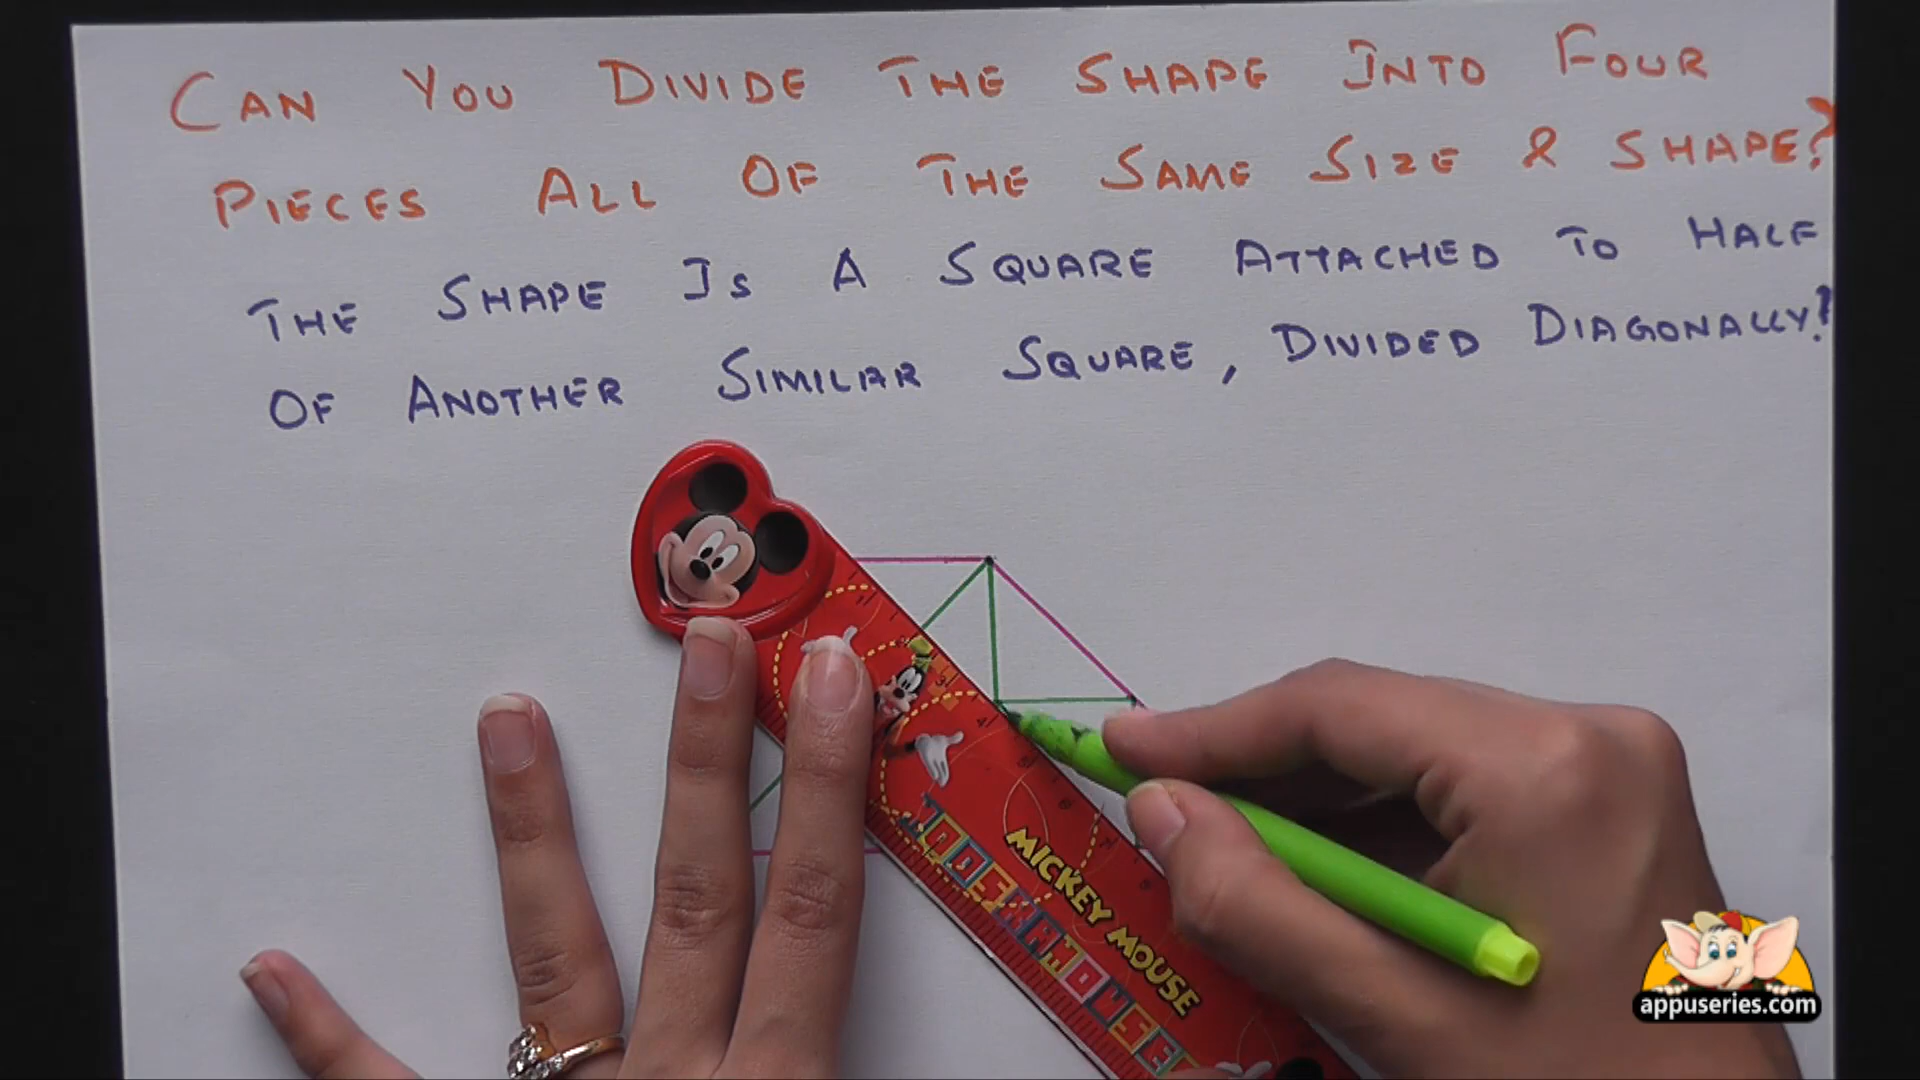 CAN YOU DIVIDE THE SHAPE INTO FOUR
PIECES ALL OF THE SAME SIZE & SHAPE?
THE SHAPE IS A SQUARE ATTACHED TO HALF
OF ANOTHER SIMILAR SQUARE, DIVIDED DIAGONALLY!
MICKEY MOUSE
appuseries.com